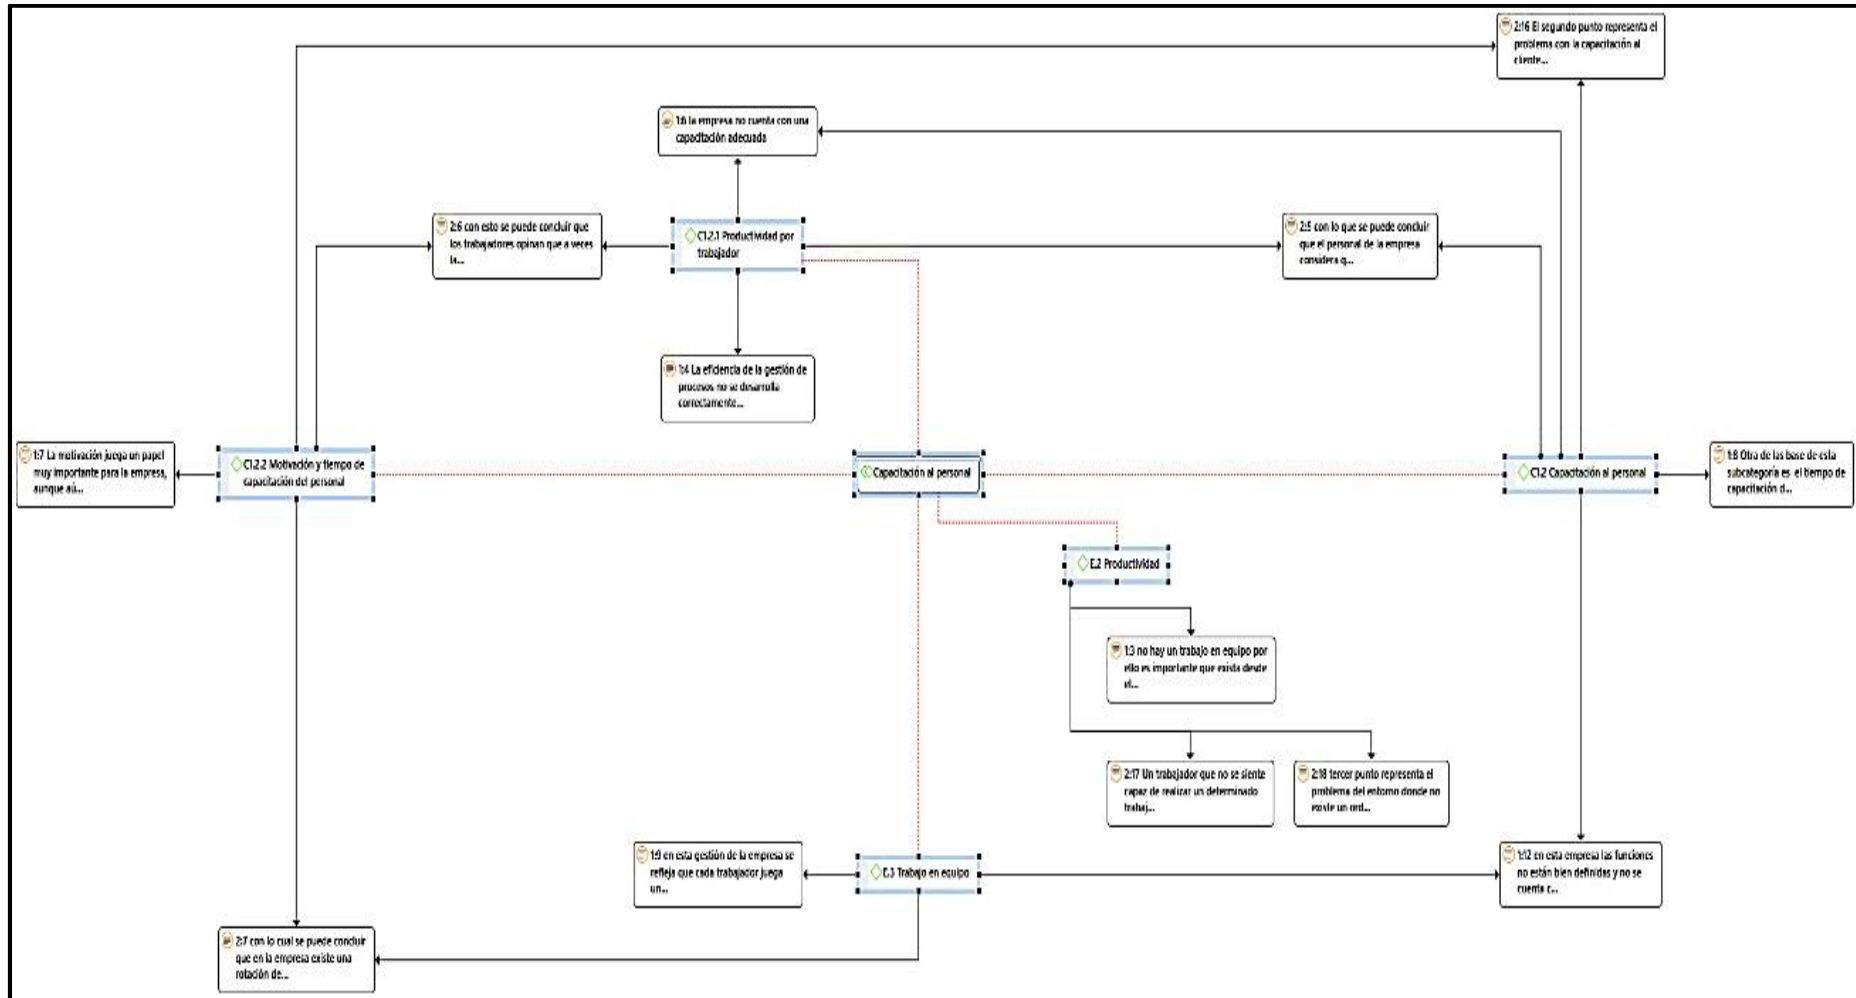 2:16 El segundo punto representa el
problema con la capacitación al
cliente...
1:6 la empresa no cuenta con una
capacitación adecuada
2:6 con esto se puede concluir que
los trabajadores opinan que a veces
la...
C1.2.1 Productividad por
trabajador
2:5 con lo que se puede concluir
que el personal de la empresa
considera q...
1:4 La eficiencia de la gestión de
procesos no se desarrolla
correctamente...
1:7 La motivación juega un papel
muy importante para la empresa,
aunque aú...
C1.2.2 Motivación y tiempo de
capacitación del personal
Capacitación al personal
C1.2 Capacitación al personal
1:8 Otra de las base de esta
subcategoría es el tiempo de
capacitación d...
E.2 Productividad
1:3 no hay un trabajo en equipo por
ello es importante que exista desde
el...
2:17 Un trabajador que no se siente
capaz de realizar un determinado
trabaj...
2:18 tercer punto representa el
problema del entorno donde no
existe un ord...
1:9 en esta gestión de la empresa se
refleja que cada trabajador juega
un...
E.3 Trabajo en equipo
1:12 en esta empresa las funciones
no están bien definidas y no se
cuenta c...
2:7 con lo cual se puede concluir
que en la empresa existe una
rotación de...